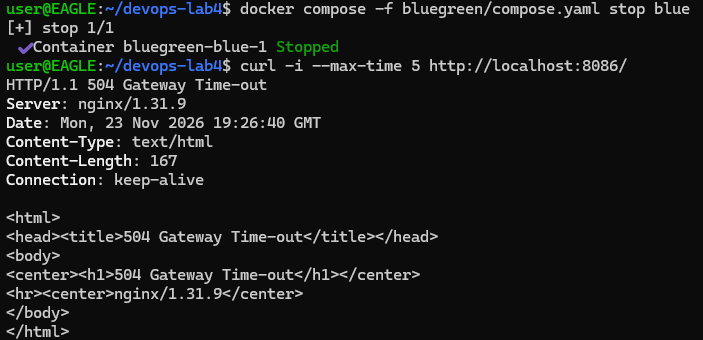 user@EAGLE:~/devops-lab4$ docker compose -f bluegreen/compose.yaml stop blue
[+] stop 1/1
✔Container bluegreen-blue-1 Stopped
user@EAGLE:~/devops-lab4$ curl -i --max-time 5 http://localhost:8086/
HTTP/1.1 504 Gateway Time-out
Server: nginx/1.31.9
Date: Mon, 23 Nov 2026 19:26:40 GMT
Content-Type: text/html
Content-Length: 167
Connection: keep-alive

<html>
<head><title>504 Gateway Time-out</title></head>
<body>
<center><h1>504 Gateway Time-out</h1></center>
<hr><center>nginx/1.31.9</center>
</body>
</html>